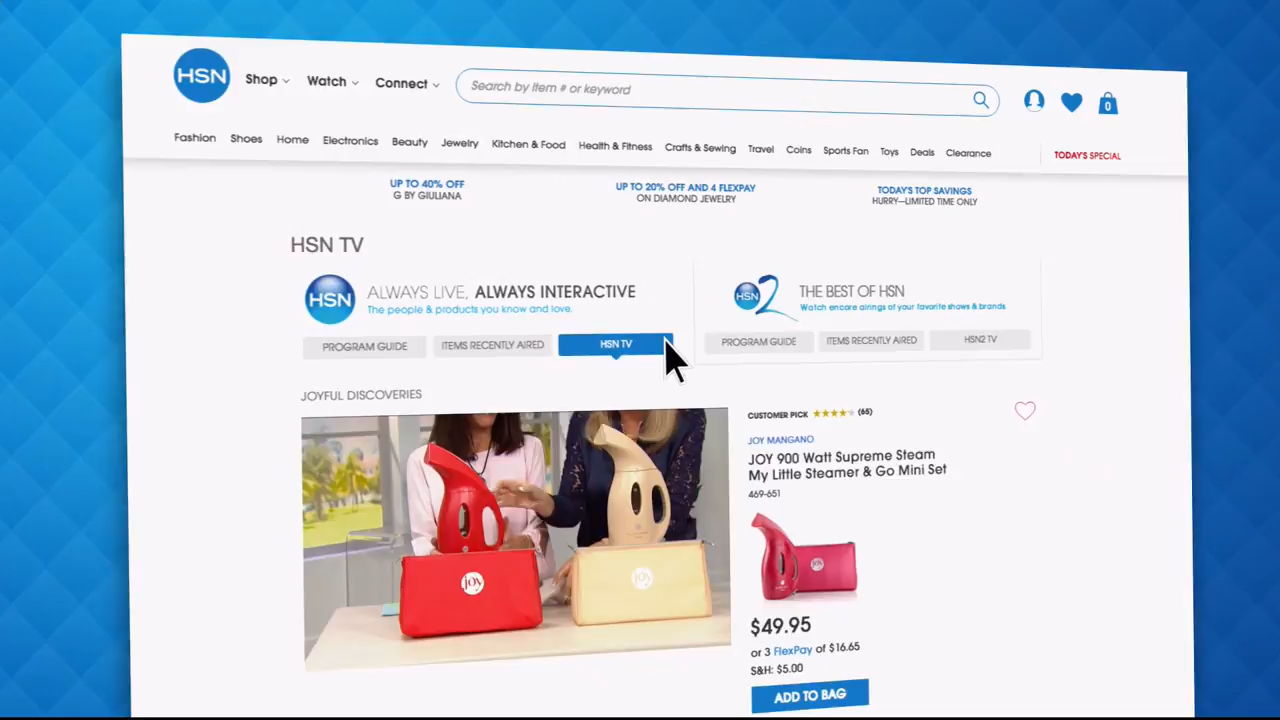 HSN
Shop
Watch
Connect
Search by item # or keyword
0
Fashion
Shoes
Home
Electronics
Beauty
Jewelry
Kitchen & Food
Health & Fitness
Crafts & Sewing
Travel
Coins
Sports Fan
Toys
Deals
Clearance
TODAY'S SPECIAL
UP TO 40% OFF
G BY GIULIANA
UP TO 20% OFF AND 4 FLEXPAY
ON DIAMOND JEWELRY
TODAY'S TOP SAVINGS
HURRY—LIMITED TIME ONLY
HSN TV
HSN
ALWAYS LIVE, ALWAYS INTERACTIVE
The people & products you know and love.
PROGRAM GUIDE
ITEMS RECENTLY AIRED
HSN TV
HSN2
THE BEST OF HSN
Watch encore airings of your favorite shows & brands
PROGRAM GUIDE
ITEMS RECENTLY AIRED
HSN2 TV
JOYFUL DISCOVERIES
joy
joy
CUSTOMER PICK (65)
JOY MANGANO
JOY 900 Watt Supreme Steam
My Little Steamer & Go Mini Set
469-651
$49.95
or 3 FlexPay of $16.65
S&H: $5.00
ADD TO BAG